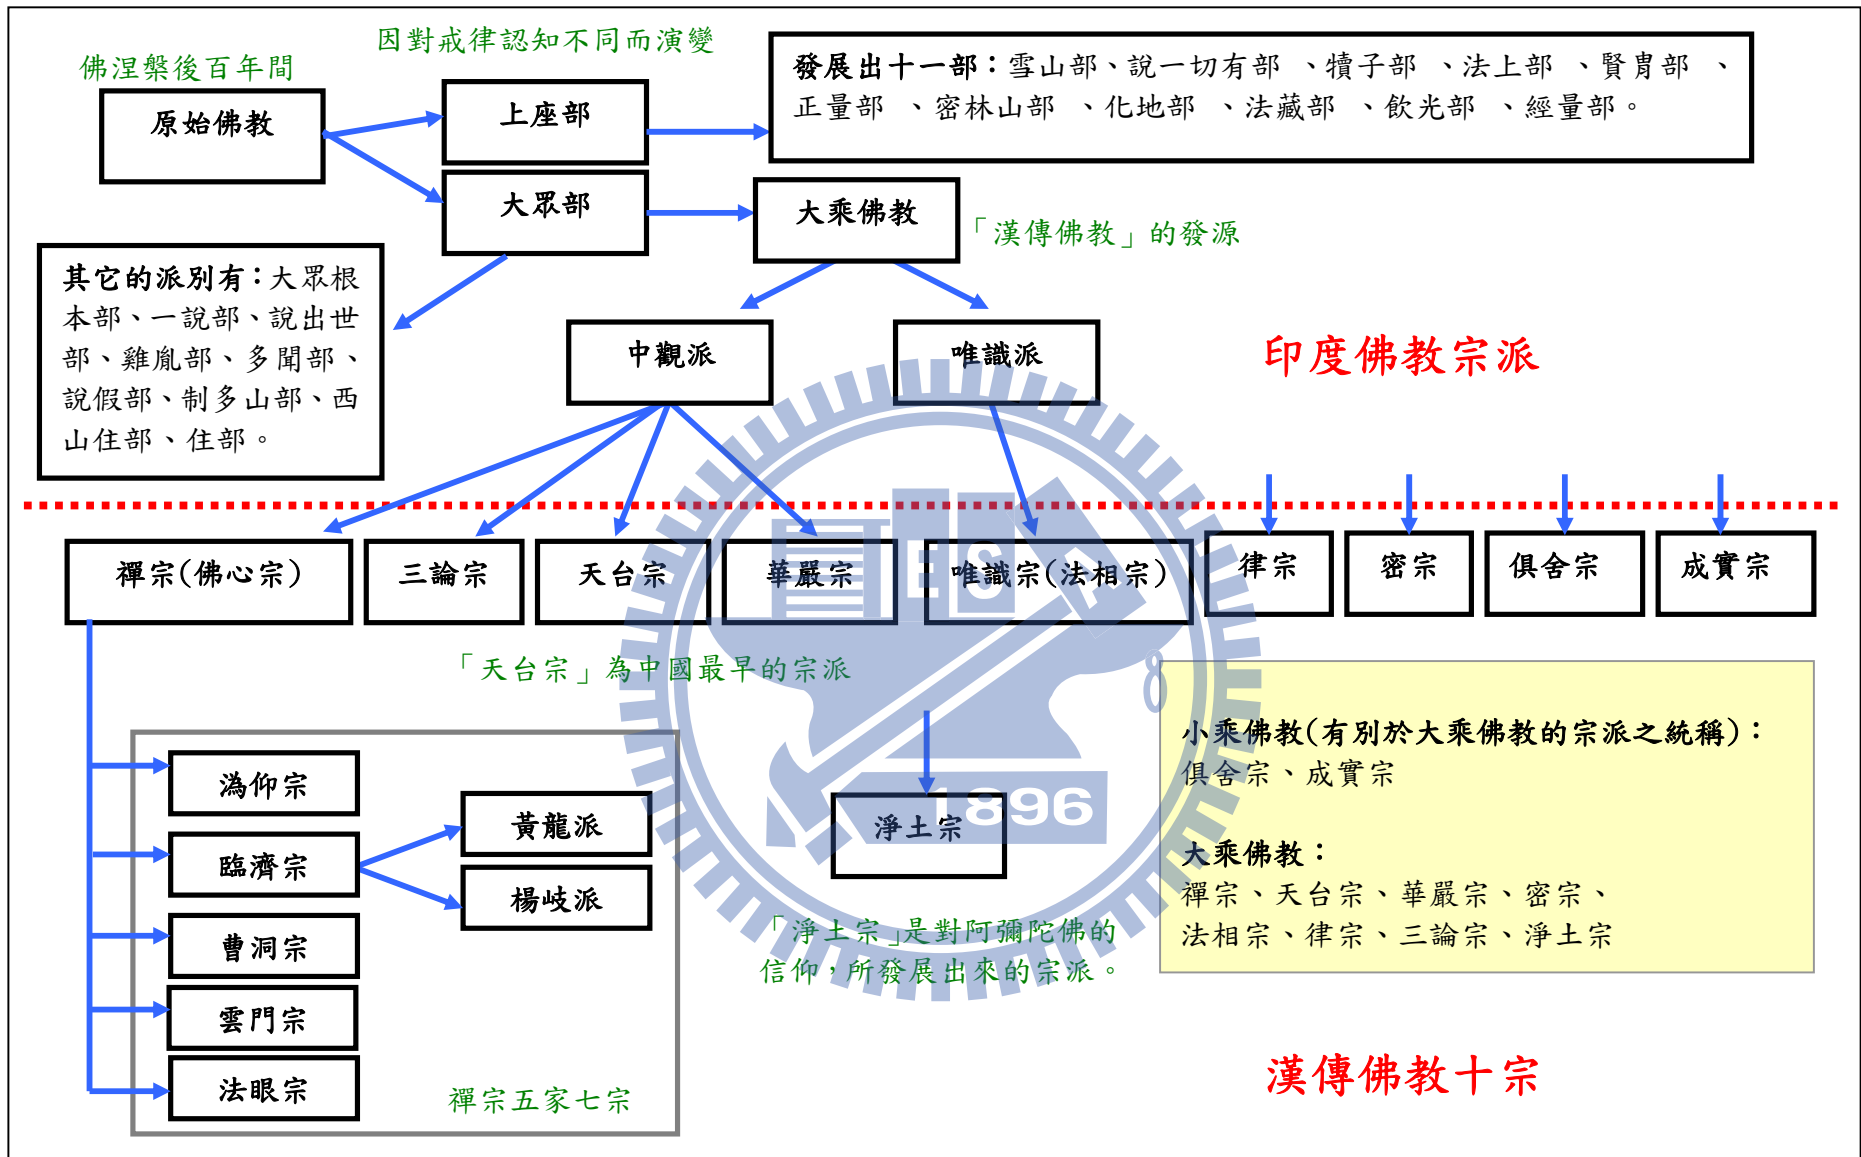 佛涅槃後百年間
因對戒律認知不同而演變
原始佛教
上座部
發展出十一部：雪山部、說一切有部 、犢子部 、法上部 、賢胄部 、
正量部 、密林山部 、化地部 、法藏部 、飲光部 、經量部。
大眾部
大乘佛教
「漢傳佛教」的發源
其它的派別有：大眾根
本部、一說部、說出世
部、雞胤部、多聞部、
說假部、制多山部、西
山住部、住部。
中觀派
唯識派
印度佛教宗派
禪宗(佛心宗)
三論宗
天台宗
華嚴宗
唯識宗(法相宗)
律宗
密宗
俱舍宗
成實宗
「天台宗」為中國最早的宗派
溈仰宗
臨濟宗
曹洞宗
雲門宗
法眼宗
黃龍派
楊岐派
禪宗五家七宗
淨土宗
「淨土宗」是對阿彌陀佛的
信仰，所發展出來的宗派。
小乘佛教(有別於大乘佛教的宗派之統稱)：
俱舍宗、成實宗
大乘佛教：
禪宗、天台宗、華嚴宗、密宗、
法相宗、律宗、三論宗、淨土宗
漢傳佛教十宗
E S
1896